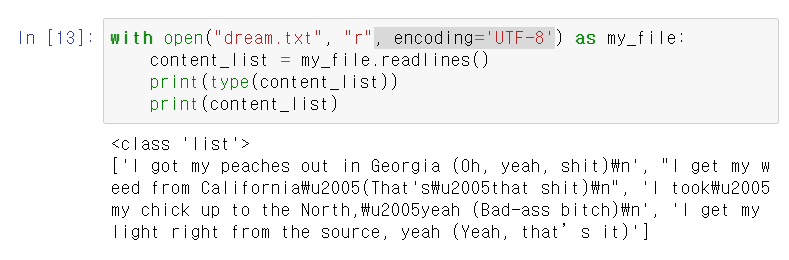 In [13]: with open("dream.txt", "r", encoding='UTF-8') as my_file:
content_list = my_file.readlines()
print(type(content_list))
print(content_list)
<class 'list'>
['I got my peaches out in Georgia (Oh, yeah, shit)₩n', "I get my w
eed from California₩u2005(That's₩u2005that shit)₩n", 'I took₩u2005
my chick up to the North,₩u2005yeah (Bad-ass bitch)₩n', 'I get my
light right from the source, yeah (Yeah, that’s it)']